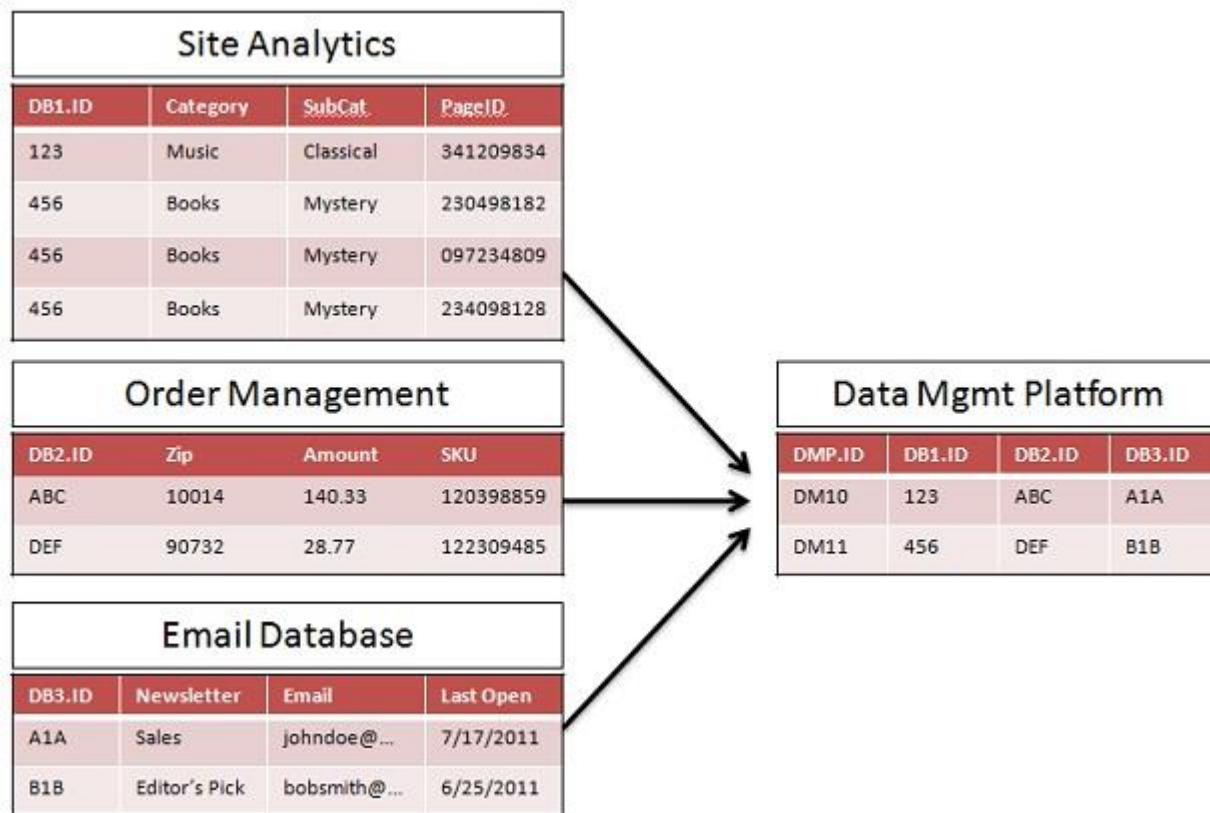 Site Analytics
DB1.ID Category SubCat PageID
123 Music Classical 341209834
456 Books Mystery 230498182
456 Books Mystery 097234809
456 Books Mystery 234098128
Order Management
DB2.ID Zip Amount SKU
ABC 10014 140.33 120398859
DEF 90732 28.77 122309485
Email Database
DB3.ID Newsletter Email Last Open
A1A Sales johndoe@... 7/17/2011
B1B Editor's Pick bobsmith@... 6/25/2011
Data Mgmt Platform
DMP.ID DB1.ID DB2.ID DB3.ID
DM10 123 ABC A1A
DM11 456 DEF B1B